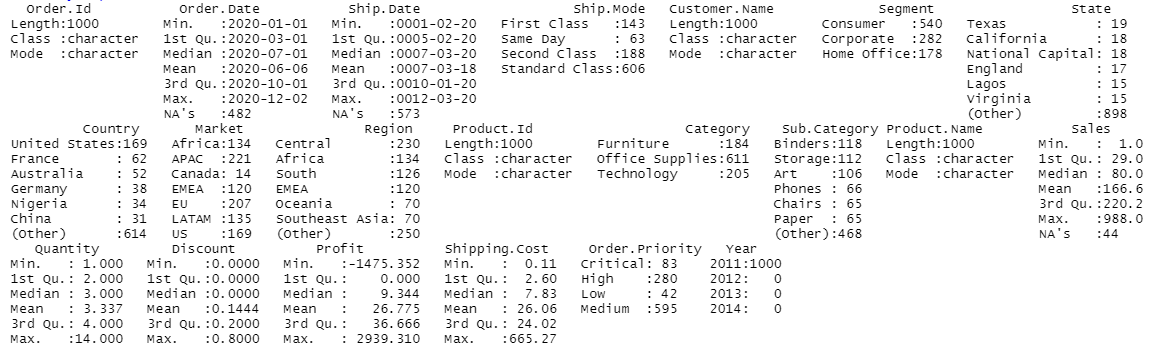 Order.Id Order.Date Ship.Date Ship.Mode Customer.Name Segment State
Length:1000 Min. :2020-01-01 Min. :0001-02-20 First Class :143 Length:1000 Consumer :540 Texas : 19
Class :character 1st Qu.:2020-03-01 1st Qu.:0005-02-20 Same Day : 63 Class :character Corporate :282 California : 18
Mode :character Median :2020-07-01 Median :0007-03-20 Second Class :188 Mode :character Home Office:178 National Capital: 18
Mean :2020-06-06 Mean :0007-03-18 Standard Class:606 England : 17
3rd Qu.:2020-10-01 3rd Qu.:0010-01-20 Lagos : 15
Max. :2020-12-02 Max. :0012-03-20 Virginia : 15
NA's :482 NA's :573 (Other) :898
Country Market Region Product.Id Category Sub.Category Product.Name Sales
United States:169 Africa:134 Central :230 Length:1000 Furniture :184 Binders:118 Length:1000 Min. : 1.0
France : 62 APAC :221 Africa :134 Class :character Office Supplies:611 Storage:112 Class :character 1st Qu.: 29.0
Australia : 52 Canada: 14 South :126 Mode :character Technology :205 Art :106 Mode :character Median : 80.0
Germany : 38 EMEA :120 EMEA :120 Phones : 66 Mean :166.6
Nigeria : 34 EU :207 Oceania : 70 Chairs : 65 3rd Qu.:220.2
China : 31 LATAM :135 Southeast Asia: 70 Paper : 65 Max. :988.0
(Other) :614 US :169 (Other) :250 (Other):468 NA's :44
Quantity Discount Profit Shipping.Cost Order.Priority Year
Min. : 1.000 Min. :0.0000 Min. :-1475.352 Min. : 0.11 Critical: 83 2011:1000
1st Qu.: 2.000 1st Qu.:0.0000 1st Qu.: 0.000 1st Qu.: 2.60 High :280 2012: 0
Median : 3.000 Median :0.0000 Median : 9.344 Median : 7.83 Low : 42 2013: 0
Mean : 3.337 Mean :0.1444 Mean : 26.775 Mean : 26.06 Medium :595 2014: 0
3rd Qu.: 4.000 3rd Qu.:0.2000 3rd Qu.: 36.666 3rd Qu.: 24.02
Max. :14.000 Max. :0.8000 Max. : 2939.310 Max. :665.27